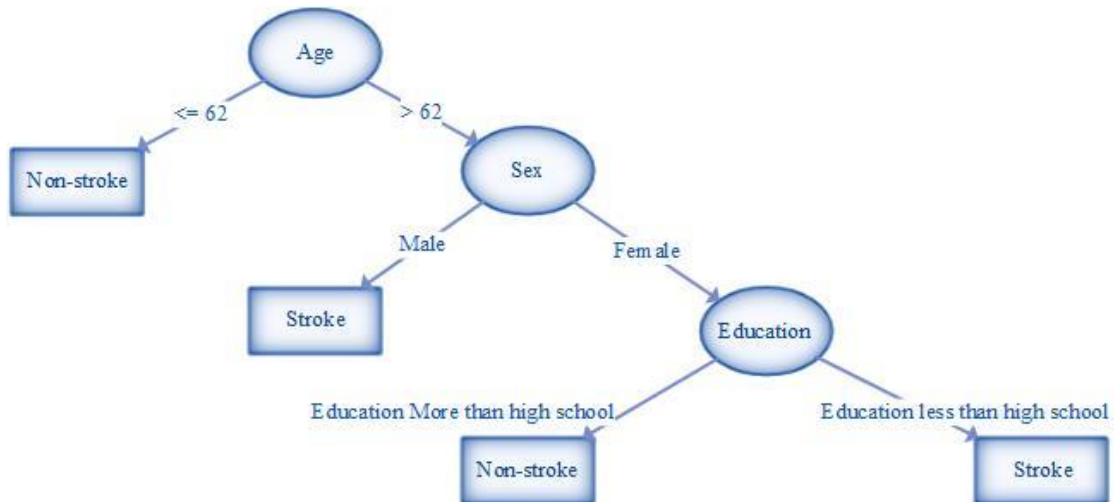 Age
<= 62
> 62
Non-stroke
Sex
Male
Female
Stroke
Education
Education More than high school
Education less than high school
Non-stroke
Stroke